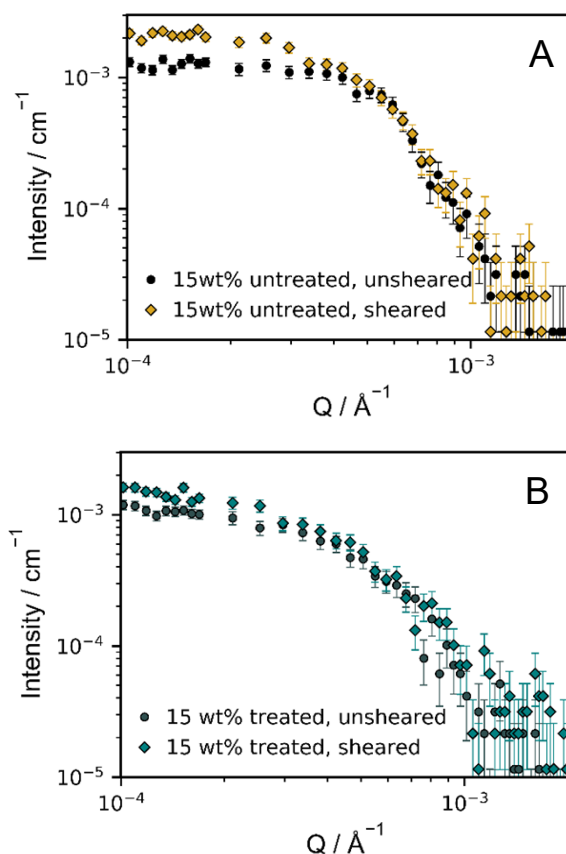 A
10⁻³
10⁻⁴
10⁻⁵
Intensity / cm⁻¹
15wt% untreated, unsheared
15wt% untreated, sheared
10⁻⁴
10⁻³
Q / Å⁻¹
B
10⁻³
10⁻⁴
10⁻⁵
Intensity / cm⁻¹
15 wt% treated, unsheared
15 wt% treated, sheared
10⁻⁴
10⁻³
Q / Å⁻¹